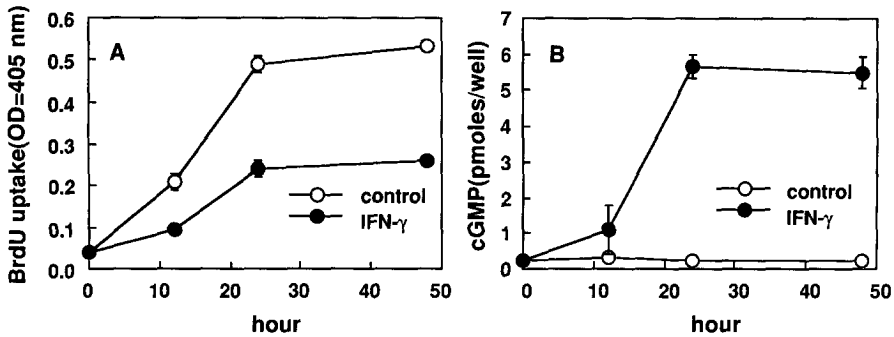 A
BrdU uptake(OD=405 nm)
0.6
0.5
0.4
0.3
0.2
0.1
0.0
control
IFN-γ
0 10 20 30 40 50
hour
B
cGMP(pmoles/well)
7
6
5
4
3
2
1
0
control
IFN-γ
0 10 20 30 40 50
hour